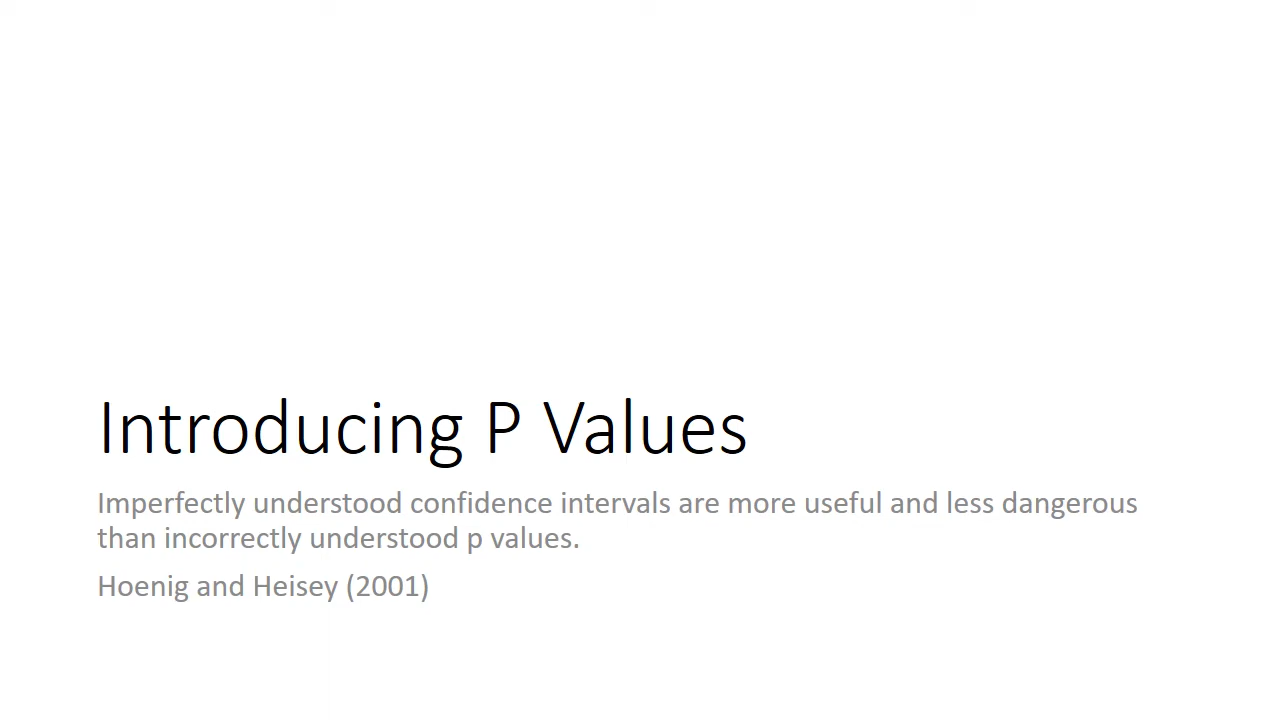 Introducing P Values
Imperfectly understood confidence intervals are more useful and less dangerous
than incorrectly understood p values.
Hoenig and Heisey (2001)